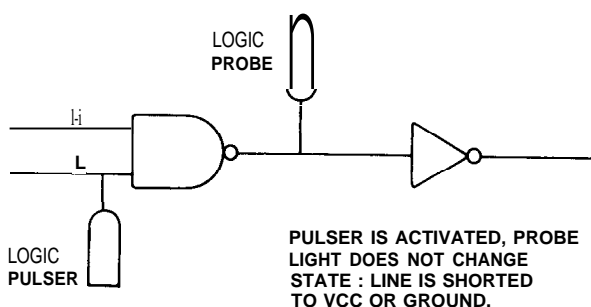 LOGIC
PROBE
l-i
L
LOGIC
PULSER
PULSER IS ACTIVATED, PROBE
LIGHT DOES NOT CHANGE
STATE : LINE IS SHORTED
TO VCC OR GROUND.